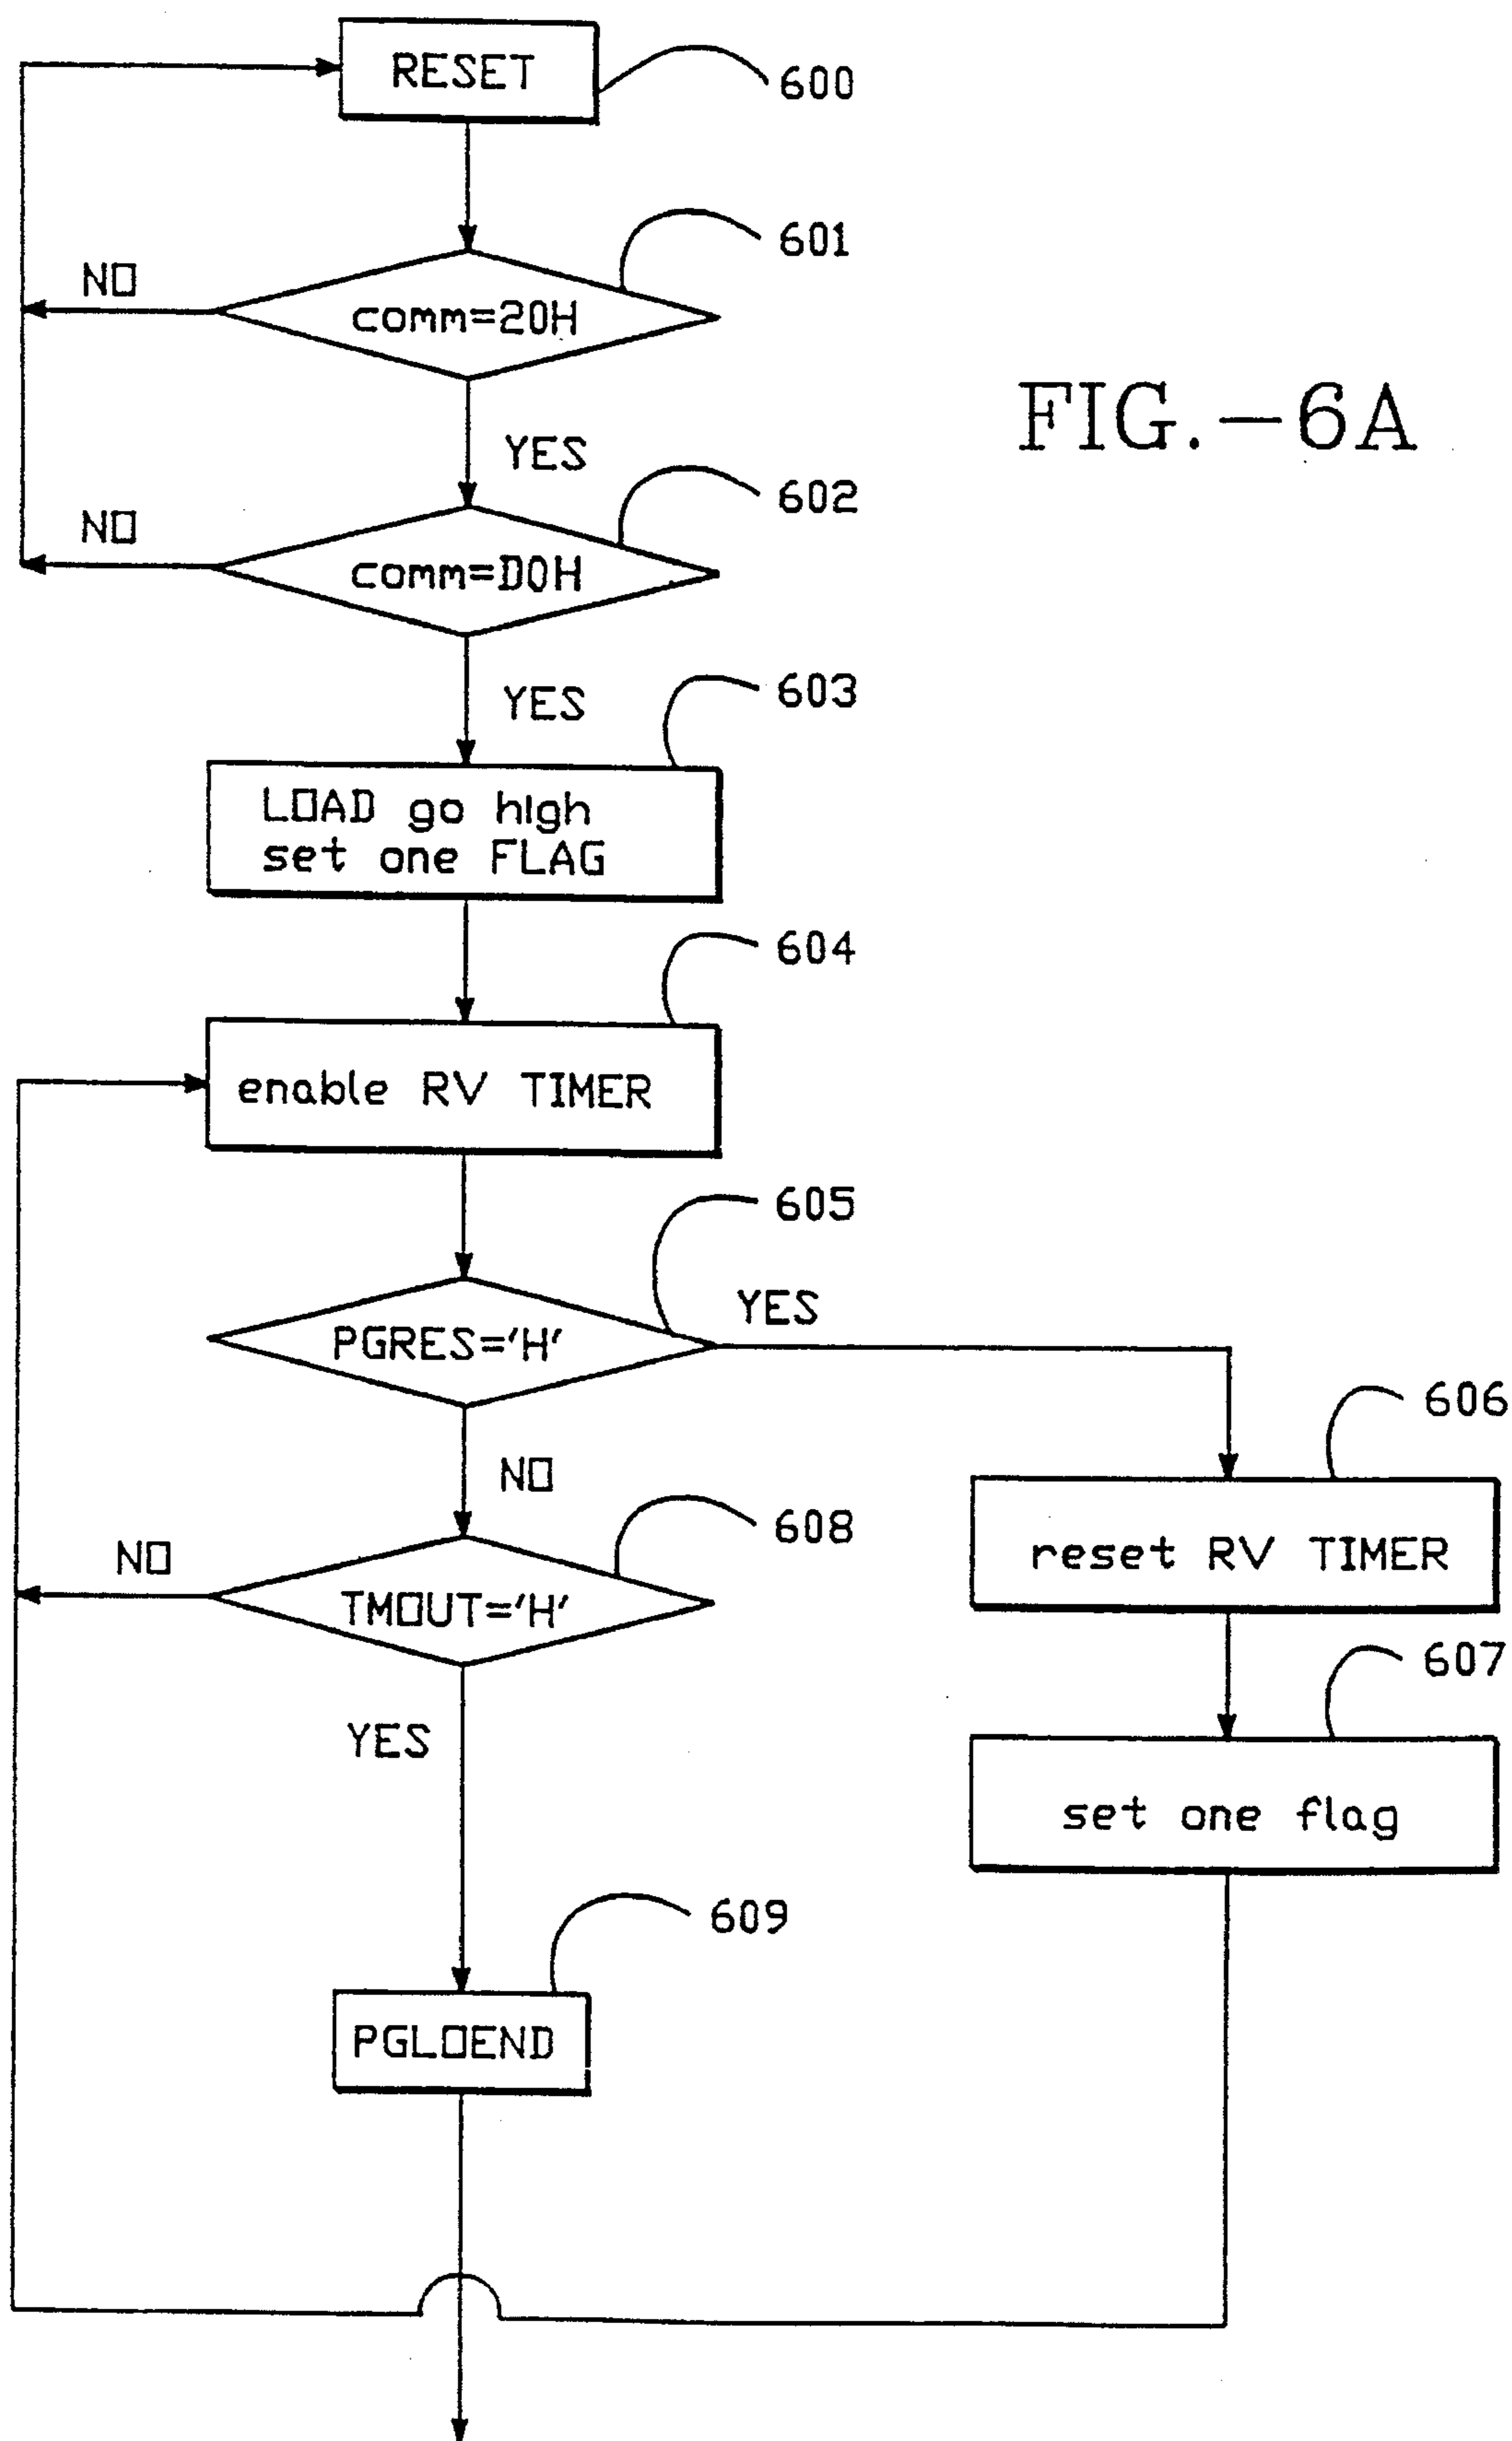 RESET
600
601
NO
comm=20H
FIG.-6A
YES
602
NO
comm=D0H
YES
603
LOAD go high
set one FLAG
604
enable RV TIMER
605
YES
PGRES='H'
606
NO
608
NO
reset RV TIMER
TMOUT='H'
607
YES
set one flag
609
PGLOEND